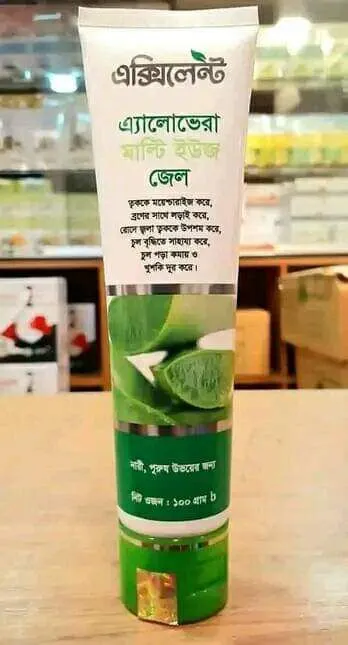 এক্সিলেন্ট
এ্যালোভেরা
মাল্টি ইউজ
জেল
ত্বককে ময়েশ্চারাইজ করে,
ব্রণের সাথে লড়াই করে,
রোদে জ্বলা ত্বককে উপশম করে,
চুল বৃদ্ধিতে সাহায্য করে,
চুল পড়া কমায় ও
খুশকি দূর করে।
নারী, পুরুষ উভয়ের জন্য
নিট ওজন : ১০০ গ্রাম ৳